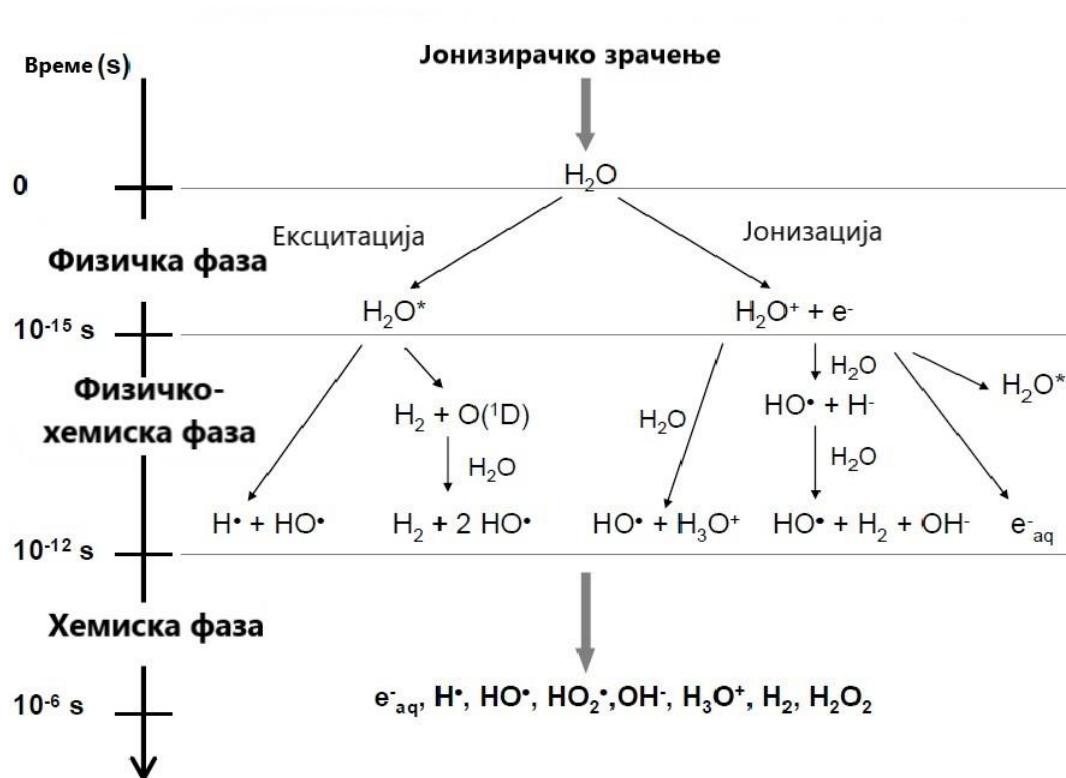 Време (s)
Јонизирачко зрачење
H₂O
0
Ексцитација
Јонизација
Физичка фаза
H₂O*
H₂O⁺ + e⁻
10⁻¹⁵ s
Физичко-
хемиска фаза
H₂O
H₂O*
H₂ + O(¹D)
HO• + H⁻
H₂O
H₂O
H₂O
H• + HO•
H₂ + 2 HO•
HO• + H₃O⁺
HO• + H₂ + OH⁻
e⁻aq
10⁻¹² s
Хемиска фаза
10⁻⁶ s
e⁻aq, H•, HO•, HO₂•,OH⁻, H₃O⁺, H₂, H₂O₂